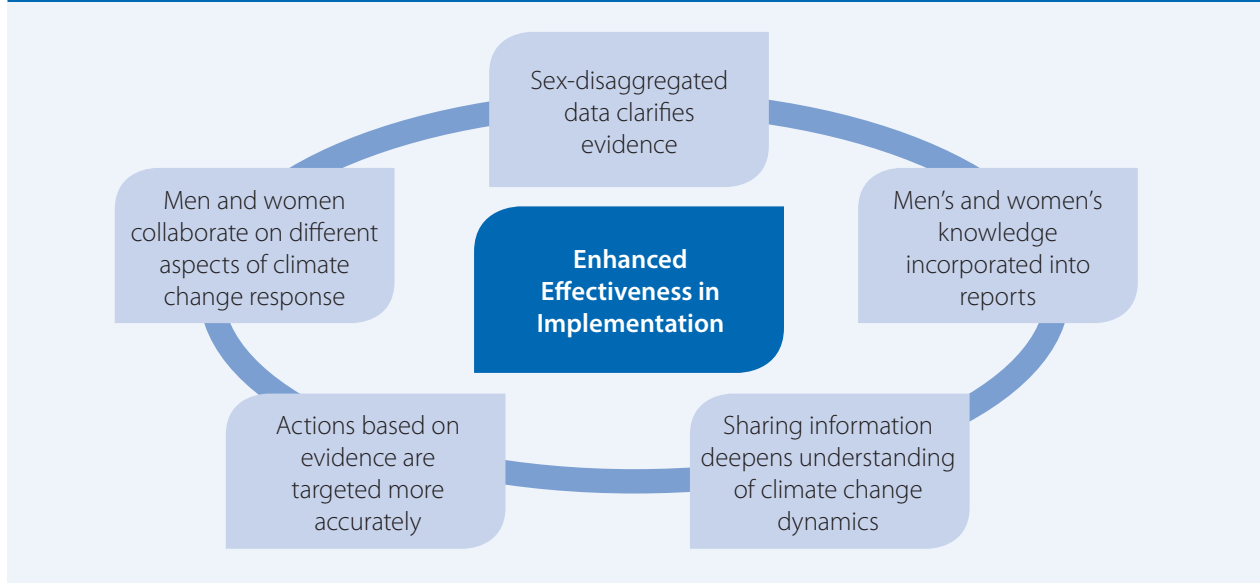 Sex-disaggregated
data clarifies
evidence
Men’s and women’s
knowledge
incorporated into
reports
Sharing information
deepens understanding
of climate change
dynamics
Actions based on
evidence are
targeted more
accurately
Men and women
collaborate on different
aspects of climate
change response
Enhanced
Effectiveness in
Implementation